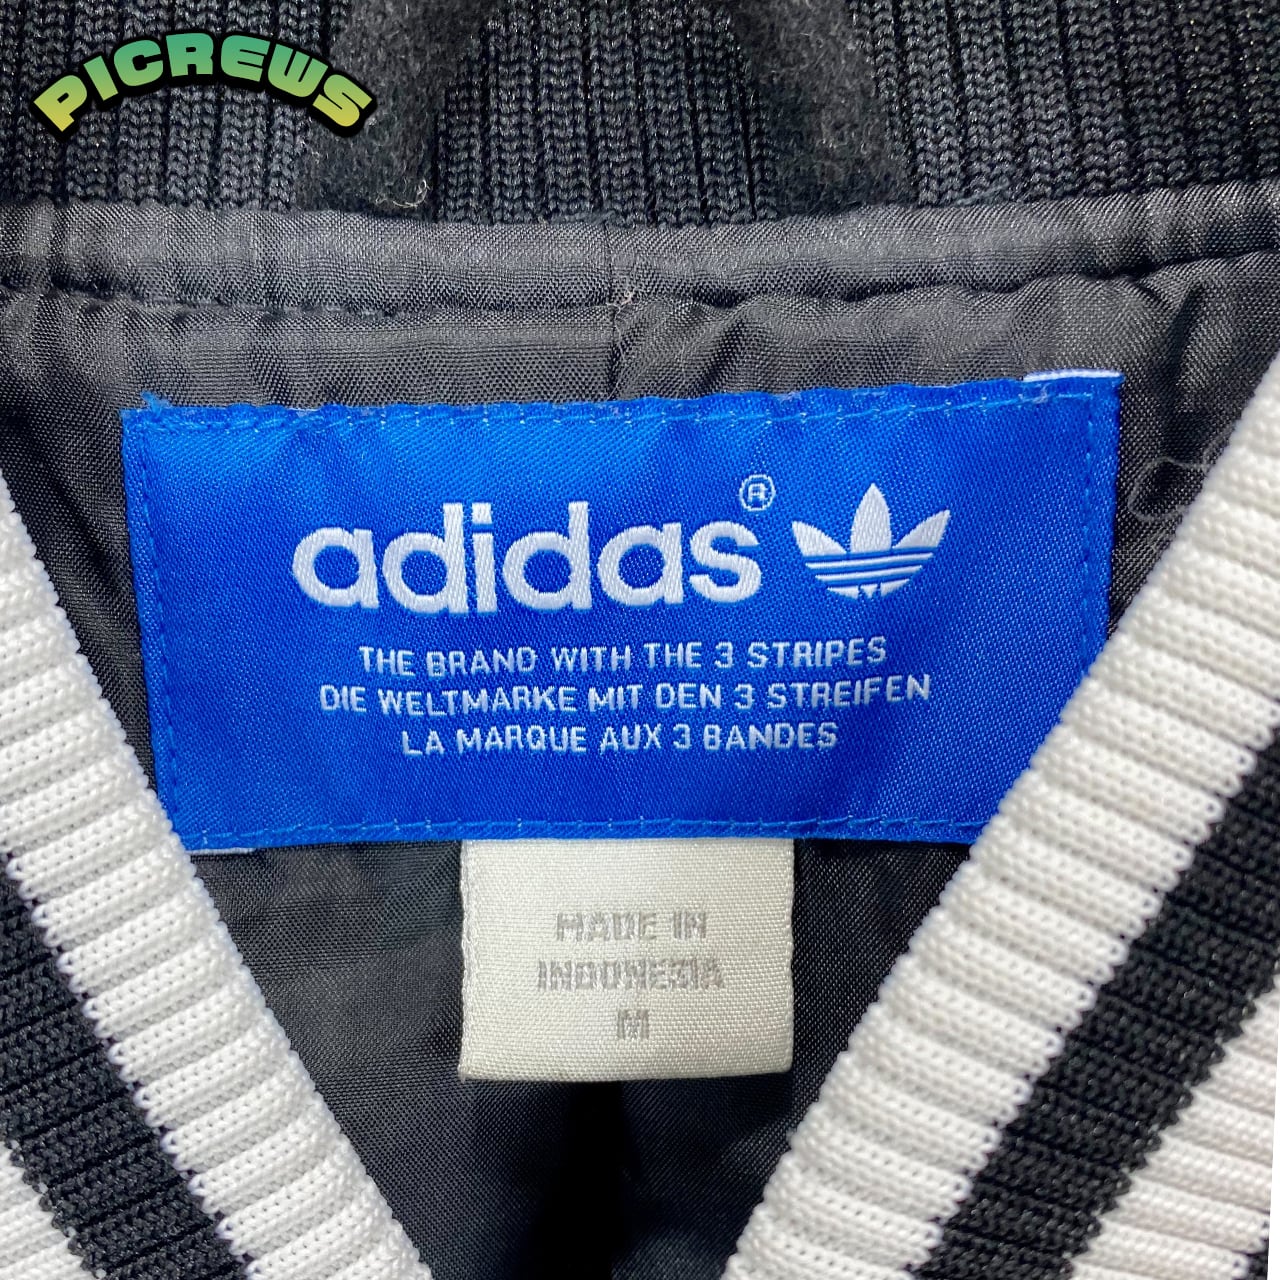 PICREWS
adidas®
THE BRAND WITH THE 3 STRIPES
DIE WELTMARKE MIT DEN 3 STREIFEN
LA MARQUE AUX 3 BANDES
MADE IN
INDONESIA
M